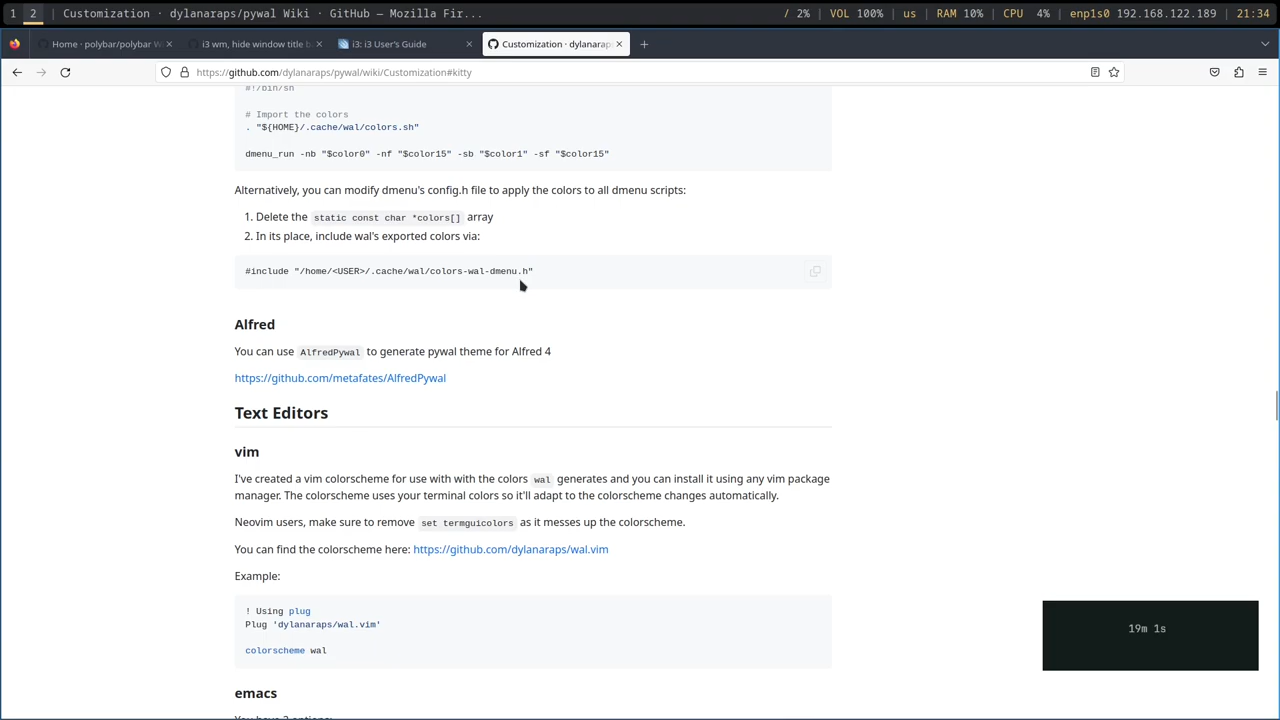 1 2 Customization · dylanaraps/pywal Wiki · GitHub — Mozilla Fir... / 2% | VOL 100% | us | RAM 10% | CPU 4% | enp1s0 192.168.122.189 | 21:34
Home · polybar/polybar W
i3 wm, hide window title b
i3: i3 User's Guide
Customization · dylanarap
https://github.com/dylanaraps/pywal/wiki/Customization#kitty
#!/bin/sh
# Import the colors
. "${HOME}/.cache/wal/colors.sh"
dmenu_run -nb "$color0" -nf "$color15" -sb "$color1" -sf "$color15"
Alternatively, you can modify dmenu's config.h file to apply the colors to all dmenu scripts:
1. Delete the static const char *colors[] array
2. In its place, include wal's exported colors via:
#include "/home/<USER>/.cache/wal/colors-wal-dmenu.h"
Alfred
You can use AlfredPywal to generate pywal theme for Alfred 4
https://github.com/metafates/AlfredPywal
Text Editors
vim
I've created a vim colorscheme for use with with the colors wal generates and you can install it using any vim package
manager. The colorscheme uses your terminal colors so it'll adapt to the colorscheme changes automatically.
Neovim users, make sure to remove set termguicolors as it messes up the colorscheme.
You can find the colorscheme here: https://github.com/dylanaraps/wal.vim
Example:
! Using plug
Plug 'dylanaraps/wal.vim'
colorscheme wal
19m 1s
emacs